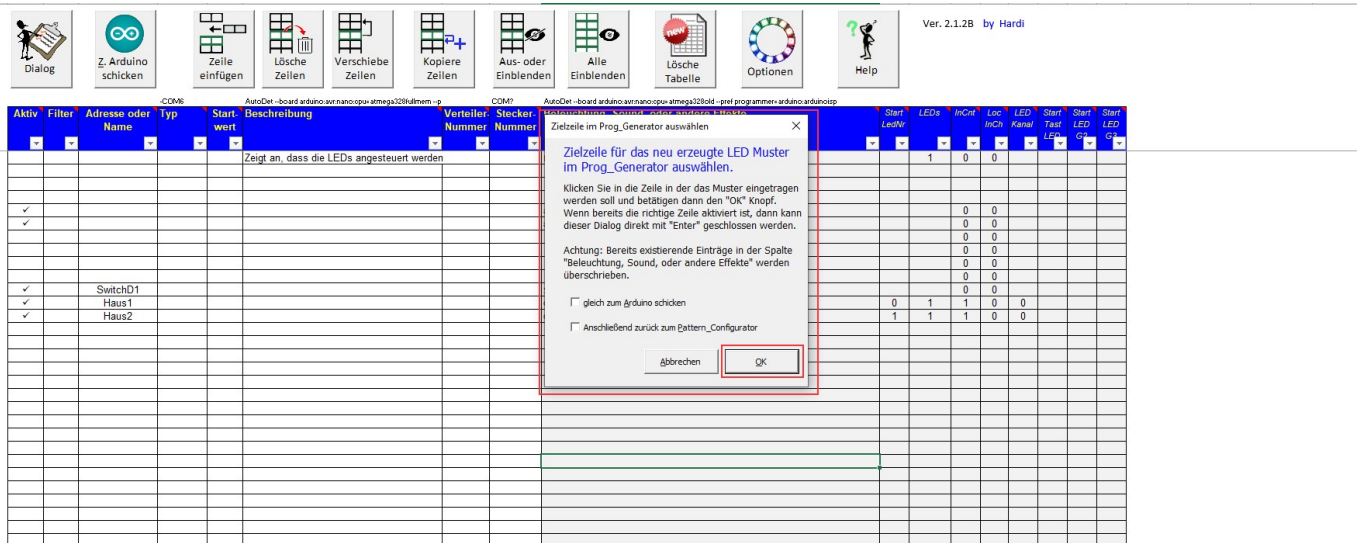 Dialog
Z. Arduino
schicken
Zeile
einfügen
Lösche
Zeilen
Verschiebe
Zeilen
Kopiere
Zeilen
Aus- oder
Einblenden
Alle
Einblenden
new
Lösche
Tabelle
Optionen
Help
Ver. 2.1.2B by Hardi
-COM6
AutoDet --board arduino:avr:nano:cpu=atmega328fullmem --p
COM?
AutoDet --board arduino:avr:nano:cpu=atmega328old --pref programmer=arduino:arduinoisp
Aktiv Filter Adresse oder Name Typ Start- wert Beschreibung Verteiler- Nummer Stecker- Nummer Beleuchtung, Sound, oder andere Effekte Start LedNr LEDs InCnt Loc InCh LED Kanal Start Tast LED Start LED G2 Start LED G3
Zeigt an, dass die LEDs angesteuert werden 1 0 0
✓ 0 0
✓ 0 0
0 0
0 0
0 0
0 0
✓ SwitchD1 0 0
✓ Haus1 0 1 1 0 0
✓ Haus2 1 1 1 0 0
Zielzeile im Prog_Generator auswählen
Zielzeile für das neu erzeugte LED Muster
im Prog_Generator auswählen.
Klicken Sie in die Zeile in der das Muster eingetragen
werden soll und betätigen dann den "OK" Knopf.
Wenn bereits die richtige Zeile aktiviert ist, dann kann
dieser Dialog direkt mit "Enter" geschlossen werden.
Achtung: Bereits existierende Einträge in der Spalte
"Beleuchtung, Sound, oder andere Effekte" werden
überschrieben.
gleich zum Arduino schicken
Anschließend zurück zum Pattern_Configurator
Abbrechen
OK